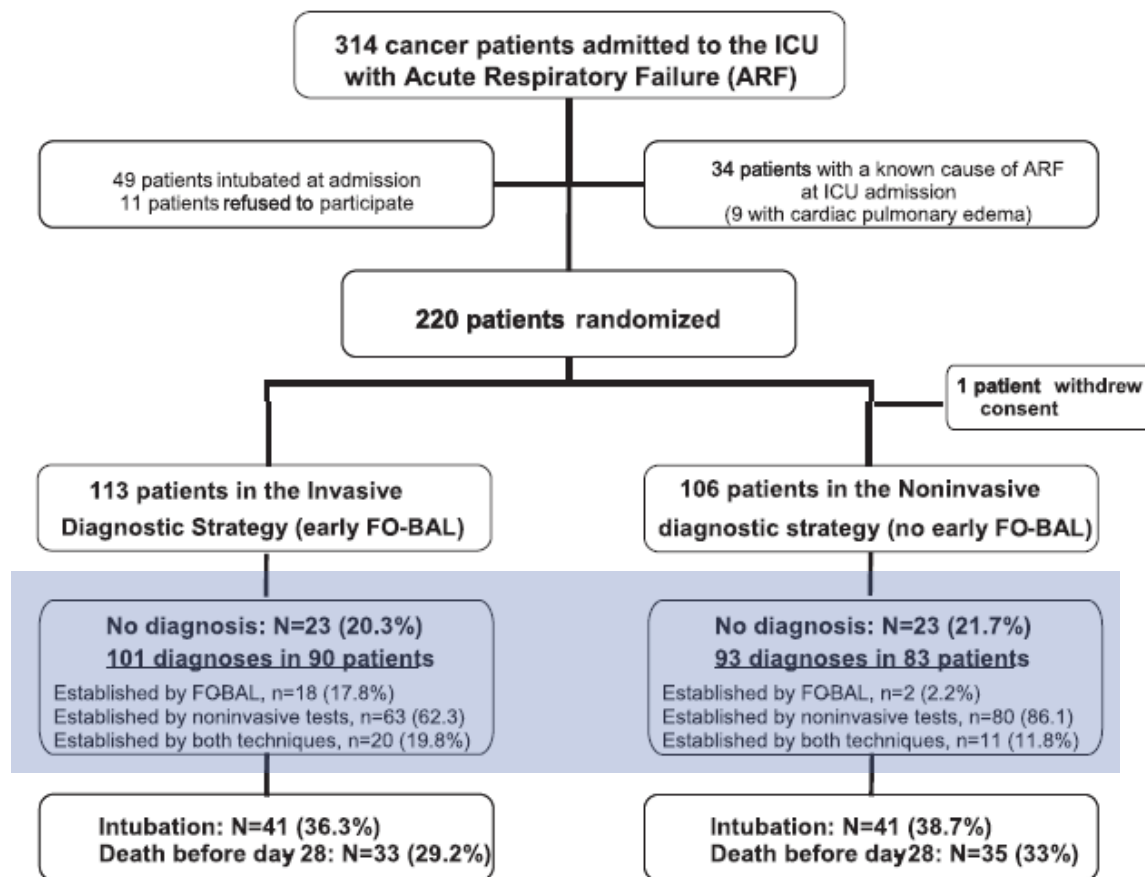 314 cancer patients admitted to the ICU
with Acute Respiratory Failure (ARF)
49 patients intubated at admission
11 patients refused to participate
34 patients with a known cause of ARF
at ICU admission
(9 with cardiac pulmonary edema)
220 patients randomized
1 patient withdrew
consent
113 patients in the Invasive
Diagnostic Strategy (early FO-BAL)
106 patients in the Noninvasive
diagnostic strategy (no early FO-BAL)
No diagnosis: N=23 (20.3%)
101 diagnoses in 90 patients
Established by FO-BAL, n=18 (17.8%)
Established by noninvasive tests, n=63 (62.3)
Established by both techniques, n=20 (19.8%)
No diagnosis: N=23 (21.7%)
93 diagnoses in 83 patients
Established by FO-BAL, n=2 (2.2%)
Established by noninvasive tests, n=80 (86.1)
Established by both techniques, n=11 (11.8%)
Intubation: N=41 (36.3%)
Death before day 28: N=33 (29.2%)
Intubation: N=41 (38.7%)
Death before day 28: N=35 (33%)